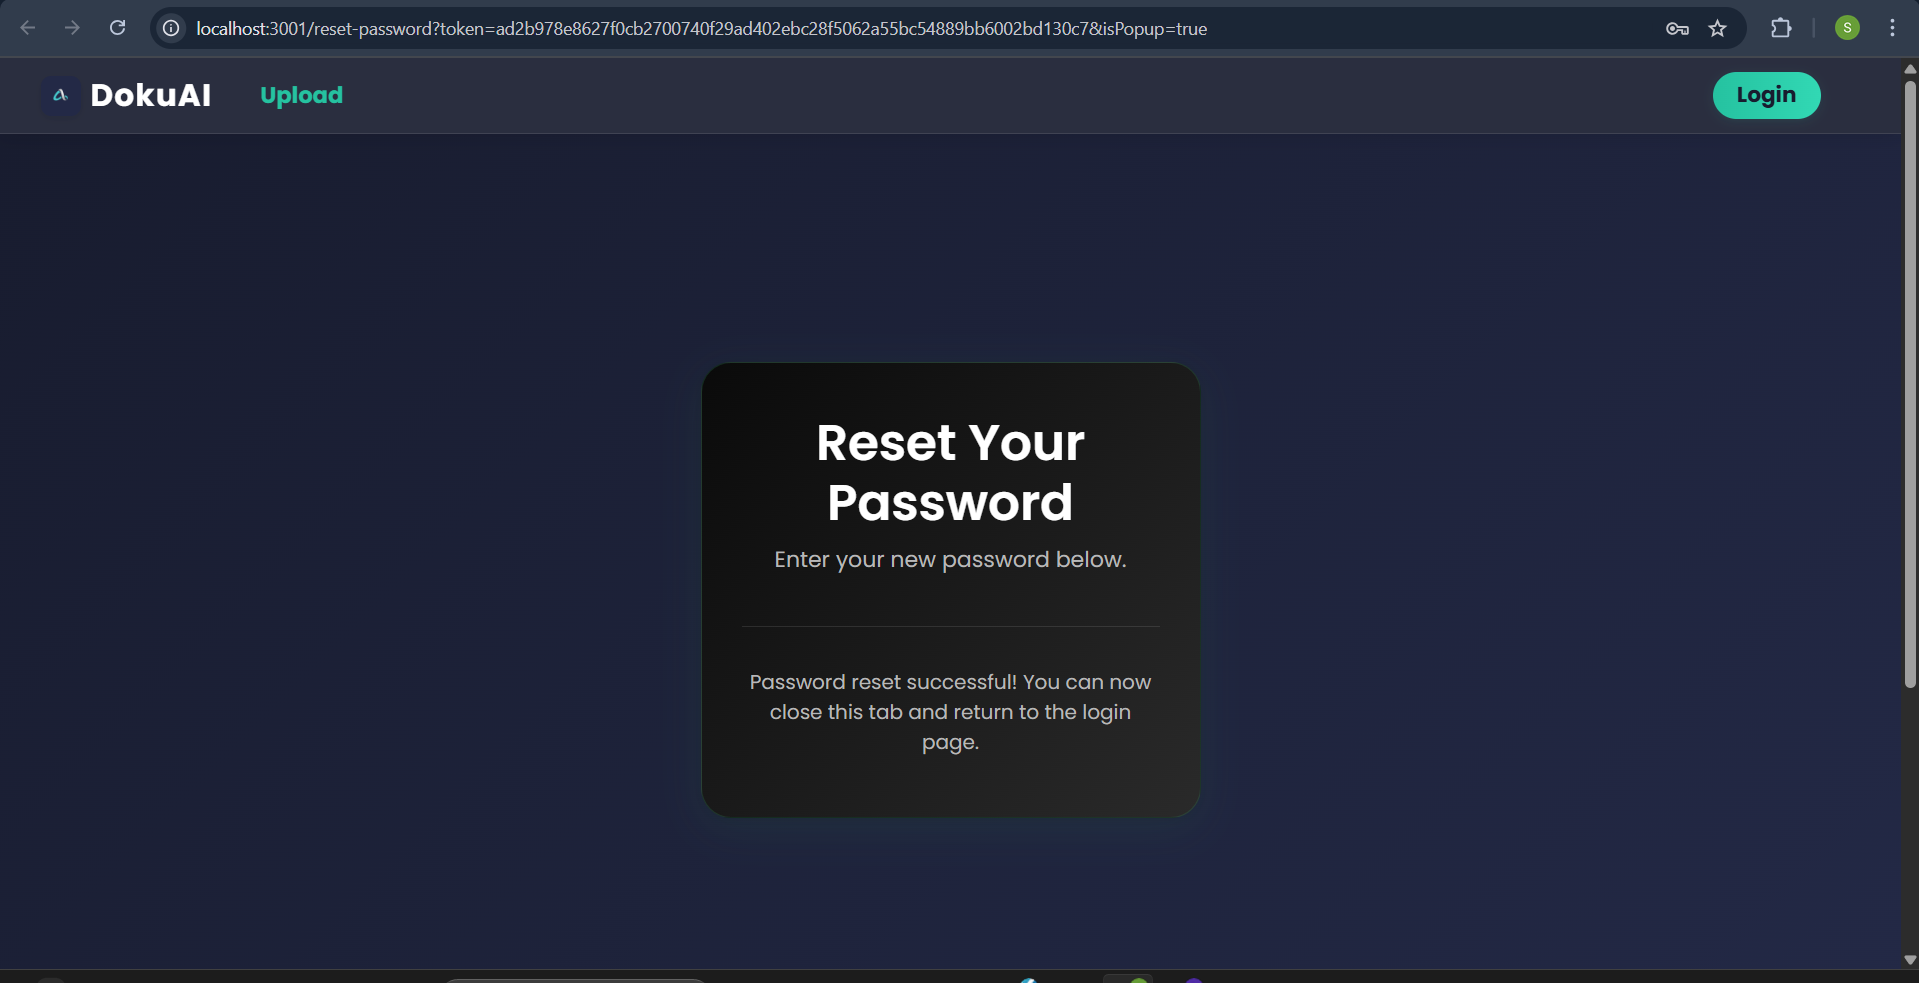 localhost:3001/reset-password?token=ad2b978e8627f0cb2700740f29ad402ebc28f5062a55bc54889bb6002bd130c7&isPopup=true
S
DokuAI
Upload
Login
Reset Your
Password
Enter your new password below.
Password reset successful! You can now
close this tab and return to the login
page.